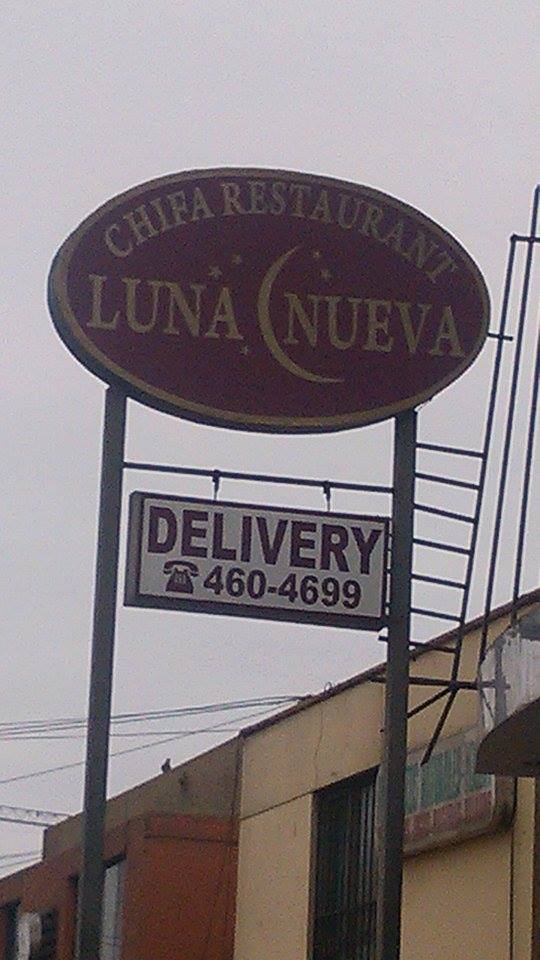 CHIFA RESTAURANT
LUNA NUEVA
DELIVERY
460-4699